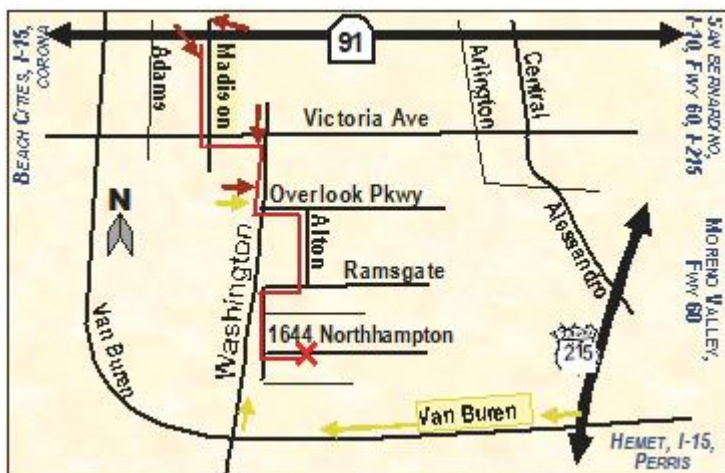 BEACH CITIES, I-15,
CORONA
Adams
Madison
91
Arlington
Central
SAN BERNARDINO,
I-10, FWY 60, I-215
Victoria Ave
N
Overlook Pkwy
Alton
Washington
Alessandro
MORENO VALLEY,
FWY 60
Ramsgate
Van Buren
1644 Northhampton
215
Van Buren
HEMET, I-15,
PERRIS